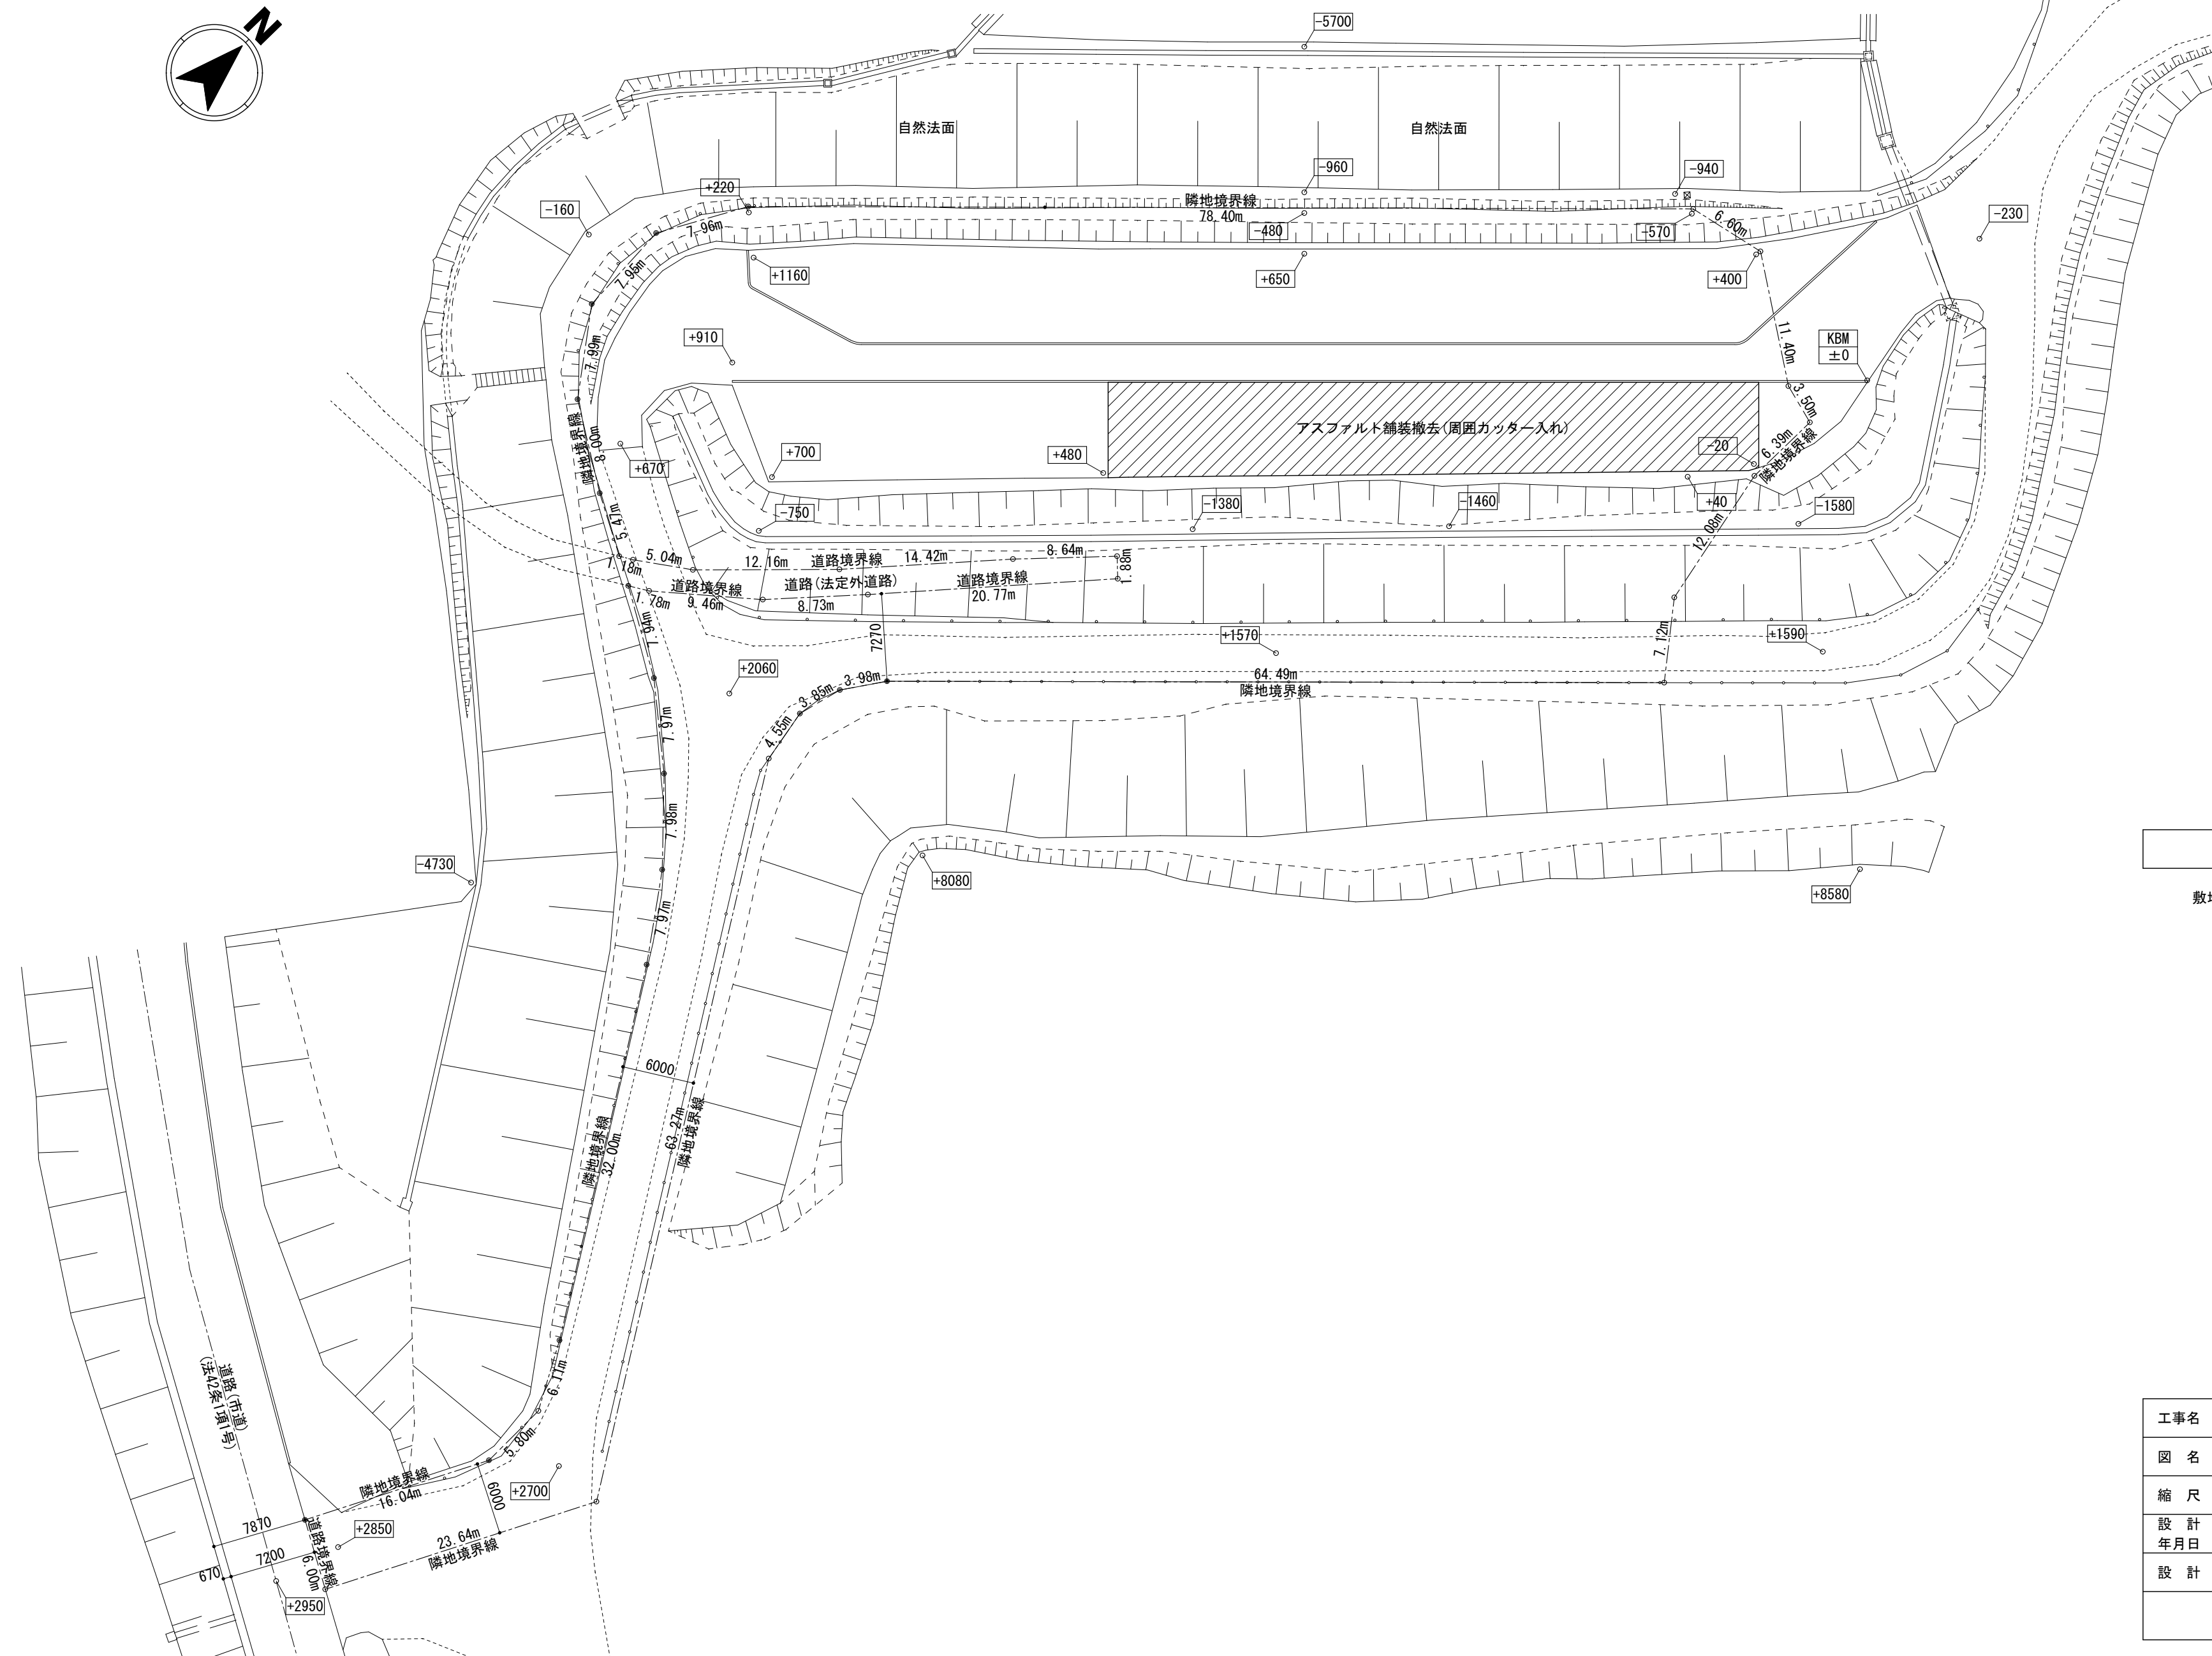 N
-5700
自然法面
自然法面
-960
-940
+220
-160
隣地境界線
78.40m
7.96m
-480
-570
6.60m
-230
7.95m
+1160
+650
+400
+910
7.99m
11.40m
KBM
±0
3.50m
隣地境界線
8.00m
アスファルト舗装撤去(周囲カッター入れ)
6.39m
隣地境界線
-20
+700
+480
+670
+40
-1380
-1460
-1580
-750
5.47m
12.08m
5.04m
12.16m
道路境界線
14.42m
8.64m
1.88m
1.18m
道路境界線
道路(法定外道路)
道路境界線
1.78m
9.46m
8.73m
20.77m
7.94m
7270
+1570
7.12m
+1590
+2060
3.98m
64.49m
隣地境界線
3.85m
4.55m
7.97m
7.98m
-4730
+8080
+8580
敷
7.97m
6000
63.27m
隣地境界線
隣地境界線
32.00m
道路(市道)
(法42条1項1号)
6.11m
5.80m
隣地境界線
16.04m
6000
+2700
7870
道路境界線
6.00m
+2850
23.64m
隣地境界線
7200
670
+2950
工事名
図 名
縮 尺
設 計
年月日
設 計